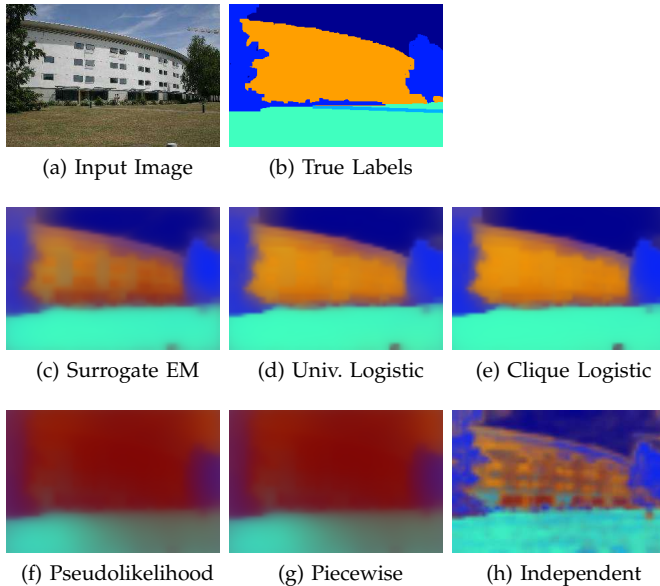 (a) Input Image
(b) True Labels
(c) Surrogate EM
(d) Univ. Logistic
(e) Clique Logistic
(f) Pseudolikelihood
(g) Piecewise
(h) Independent